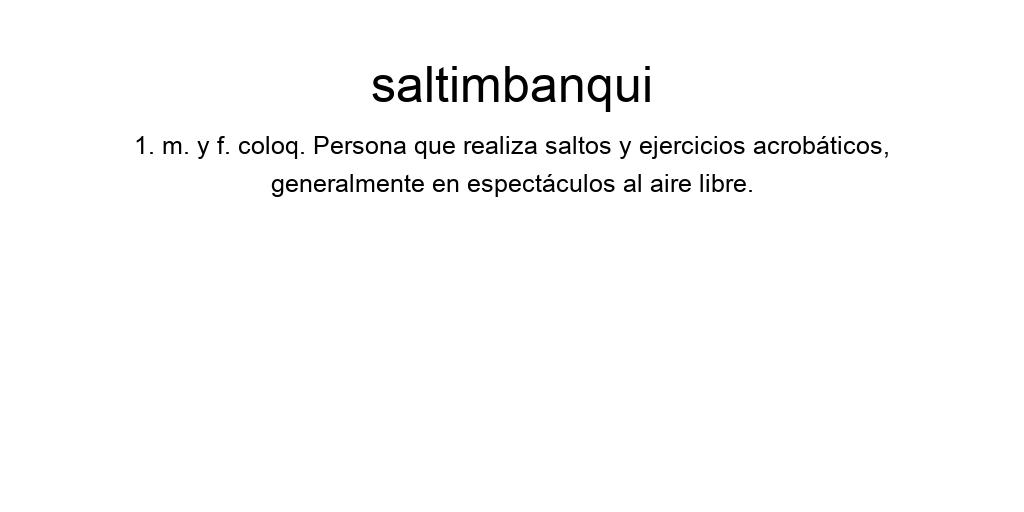 saltimbanqui
1. m. y f. coloq. Persona que realiza saltos y ejercicios acrobáticos,
generalmente en espectáculos al aire libre.